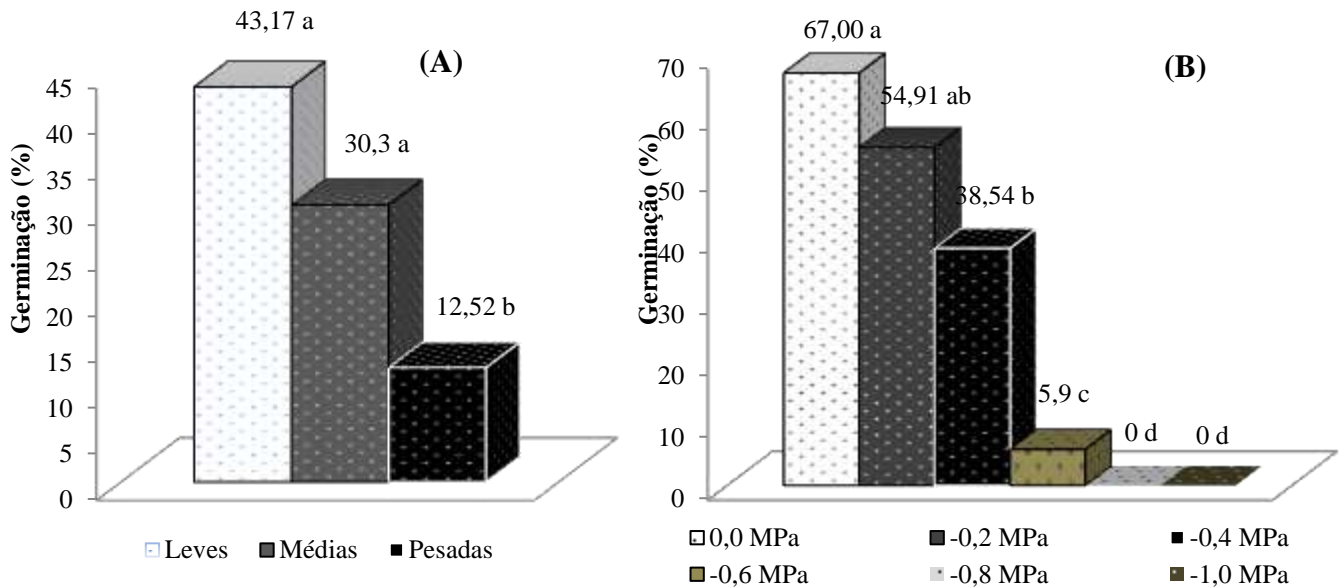 43,17 a
(A)
30,3 a
12,52 b
Germinação (%)
45
40
35
30
25
20
15
10
5
0
Leves Médias Pesadas
67,00 a
(B)
54,91 ab
38,54 b
5,9 c
0 d 0 d
Germinação (%)
70
60
50
40
30
20
10
0
0,0 MPa -0,2 MPa -0,4 MPa
-0,6 MPa -0,8 MPa -1,0 MPa